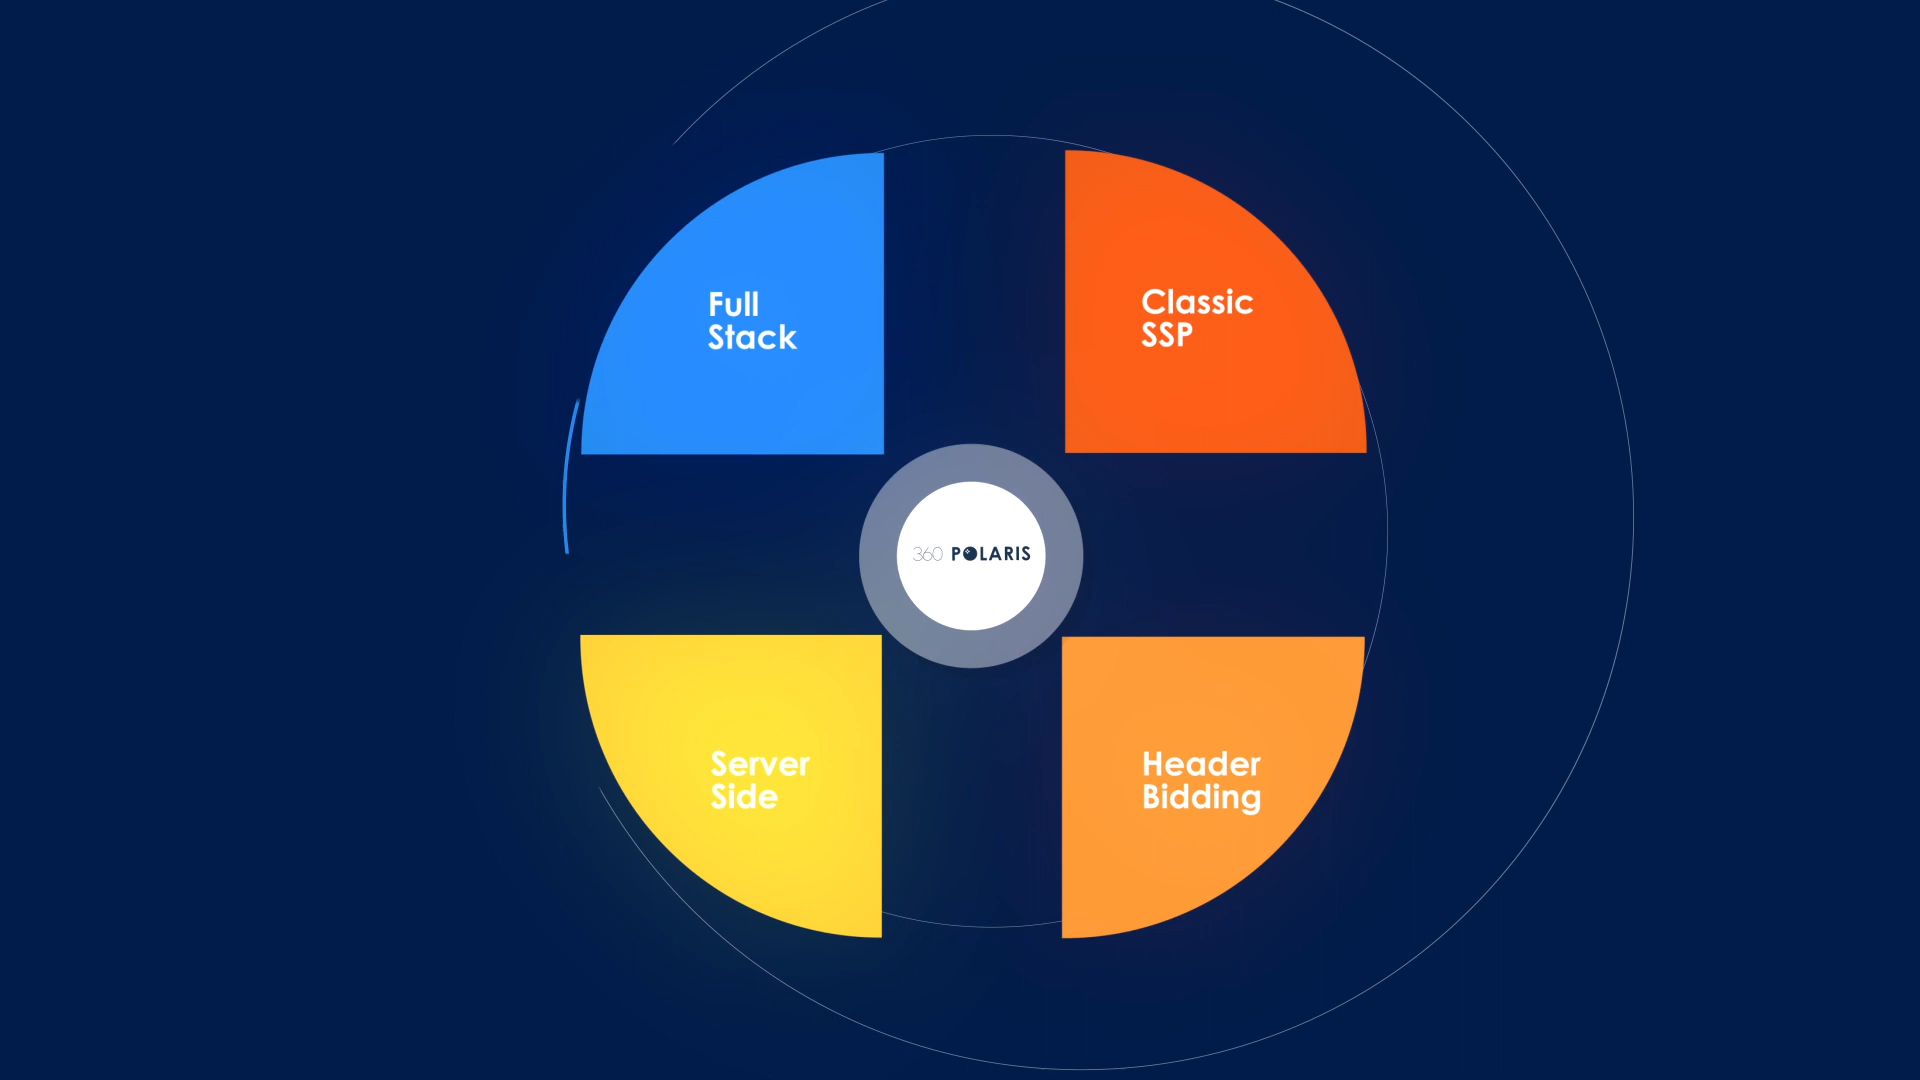 Full
Stack
Classic
SSP
360 POLARIS
Server
Side
Header
Bidding